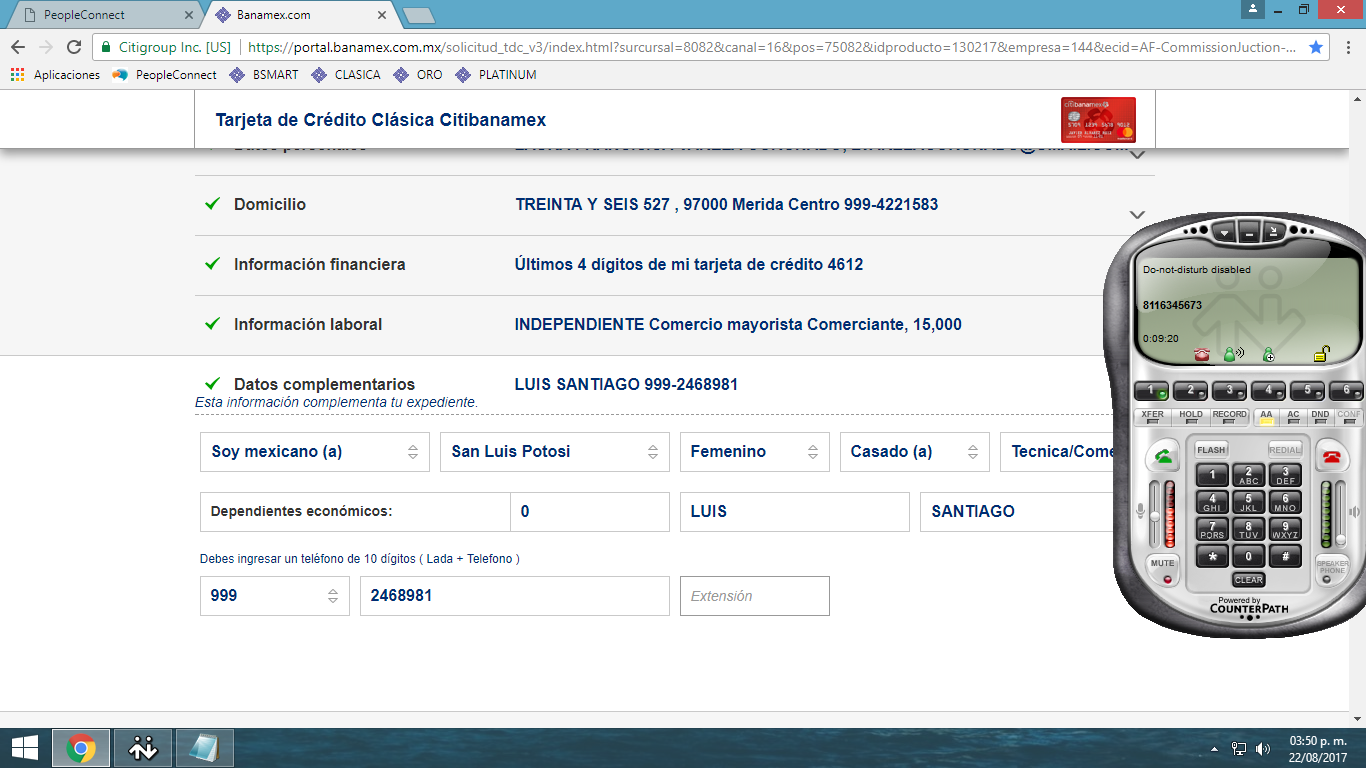 PeopleConnect
Banamex.com
Citigroup Inc. [US]
https://portal.banamex.com.mx/solicitud_tdc_v3/index.html?surcursal=8082&canal=16&pos=75082&idproducto=130217&empresa=144&ecid=AF-CommissionJuction-...
Aplicaciones PeopleConnect BSMART CLASICA ORO PLATINUM
Tarjeta de Crédito Clásica Citibanamex
citibanamex
Domicilio TREINTA Y SEIS 527 , 97000 Merida Centro 999-4221583
Información financiera Últimos 4 dígitos de mi tarjeta de crédito 4612
Información laboral INDEPENDIENTE Comercio mayorista Comerciante, 15,000
Datos complementarios LUIS SANTIAGO 999-2468981
Esta información complementa tu expediente.
Soy mexicano (a) San Luis Potosi Femenino Casado (a) Tecnica/Come
Dependientes económicos: 0 LUIS SANTIAGO
Debes ingresar un teléfono de 10 dígitos ( Lada + Telefono )
999 2468981 Extensión
Do-not-disturb disabled
8116345673
0:09:20
1 2 3 4 5 6
XFER HOLD RECORD AA AC DND CONF
FLASH REDIAL
1 2 ABC 3 DEF
4 GHI 5 JKL 6 MNO
7 PQRS 8 TUV 9 WXYZ
* 0 #
MUTE CLEAR SPEAKER PHONE
Powered by
COUNTERPATH
03:50 p. m.
22/08/2017